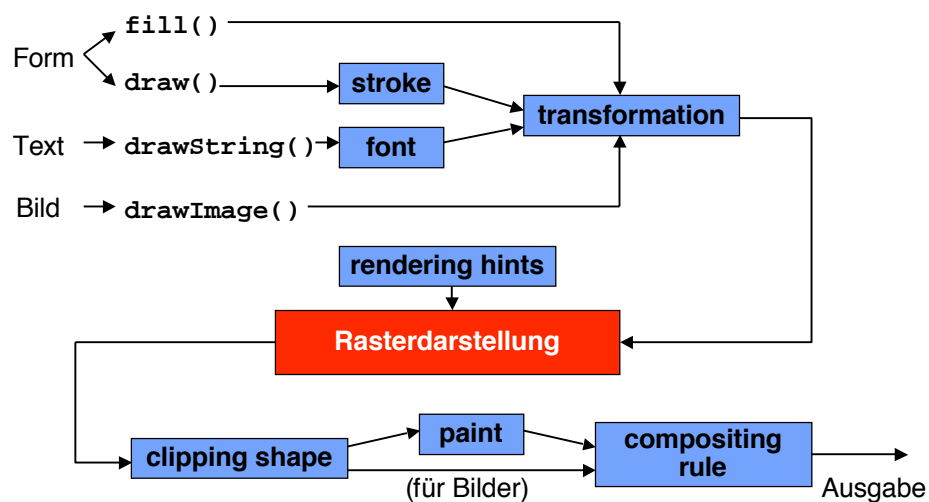 Form
fill()
draw()
stroke
transformation
Text
drawString()
font
Bild
drawImage()
rendering hints
Rasterdarstellung
clipping shape
paint
compositing
rule
(für Bilder)
Ausgabe